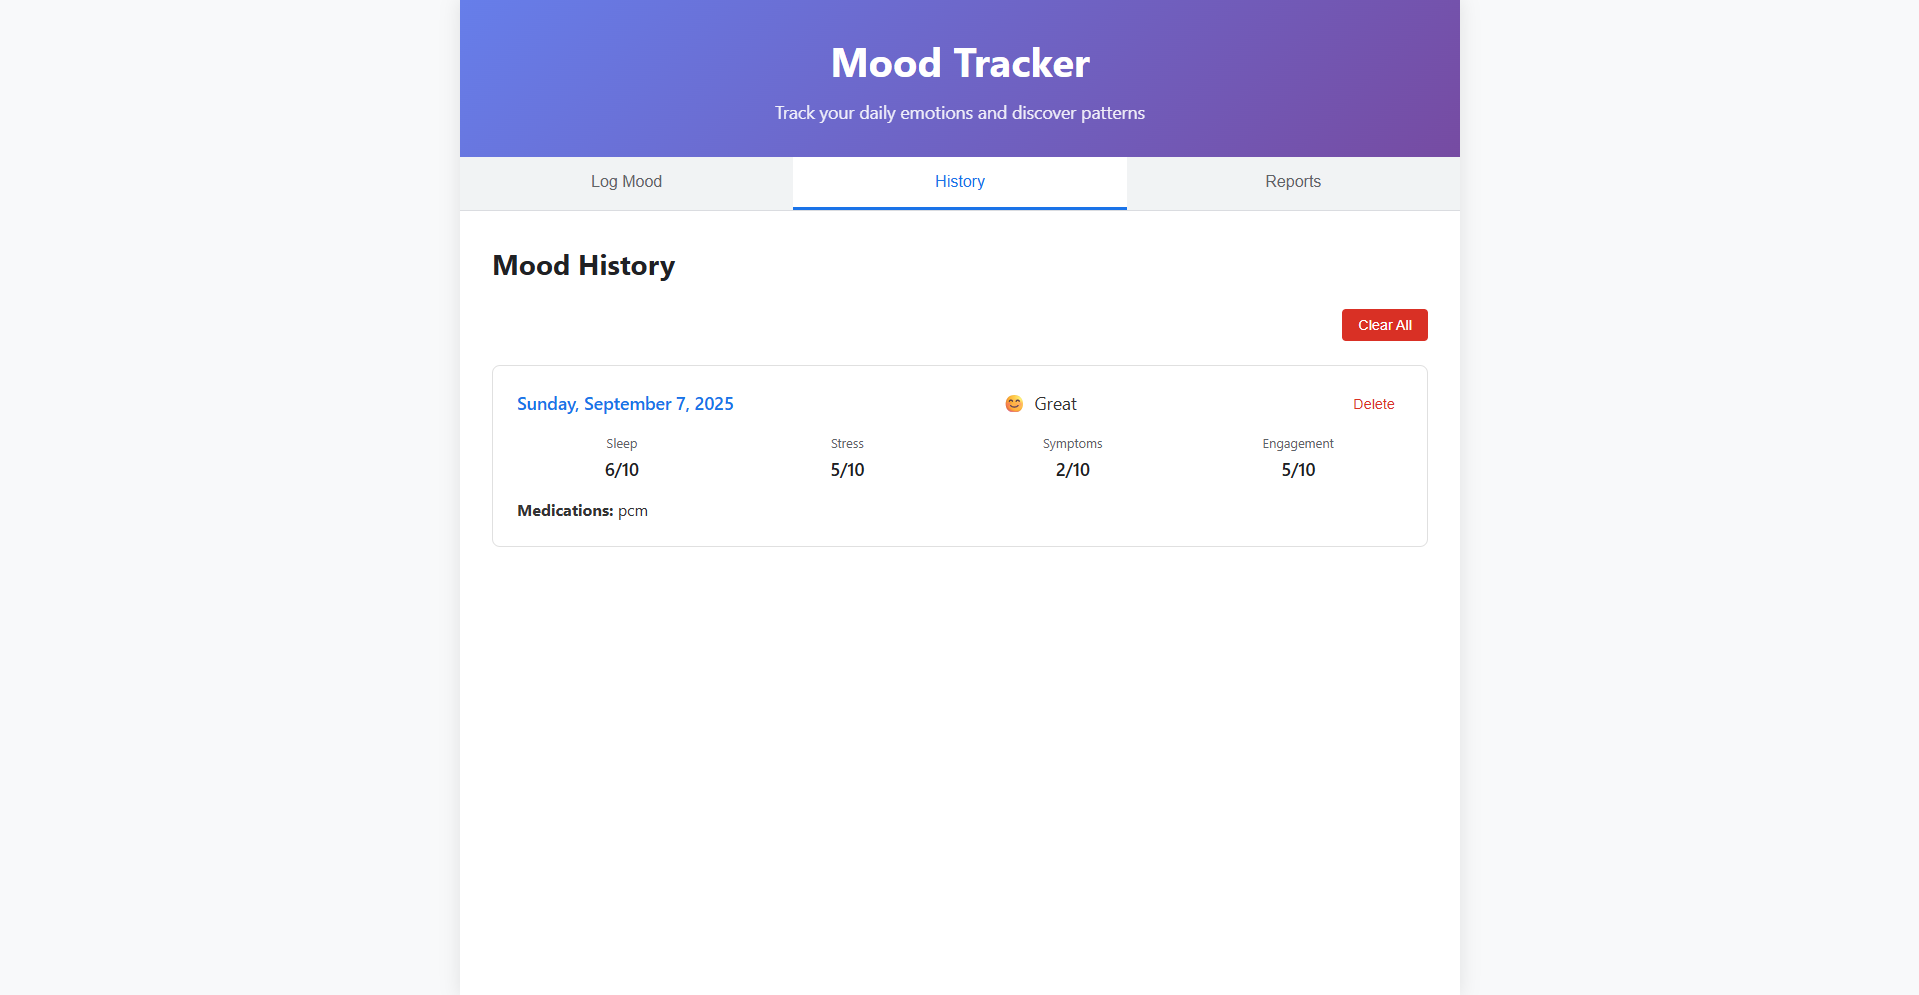 Mood Tracker
Track your daily emotions and discover patterns
Log Mood
History
Reports
Mood History
Clear All
Sunday, September 7, 2025
😊 Great
Delete
Sleep
Stress
Symptoms
Engagement
6/10
5/10
2/10
5/10
Medications: pcm